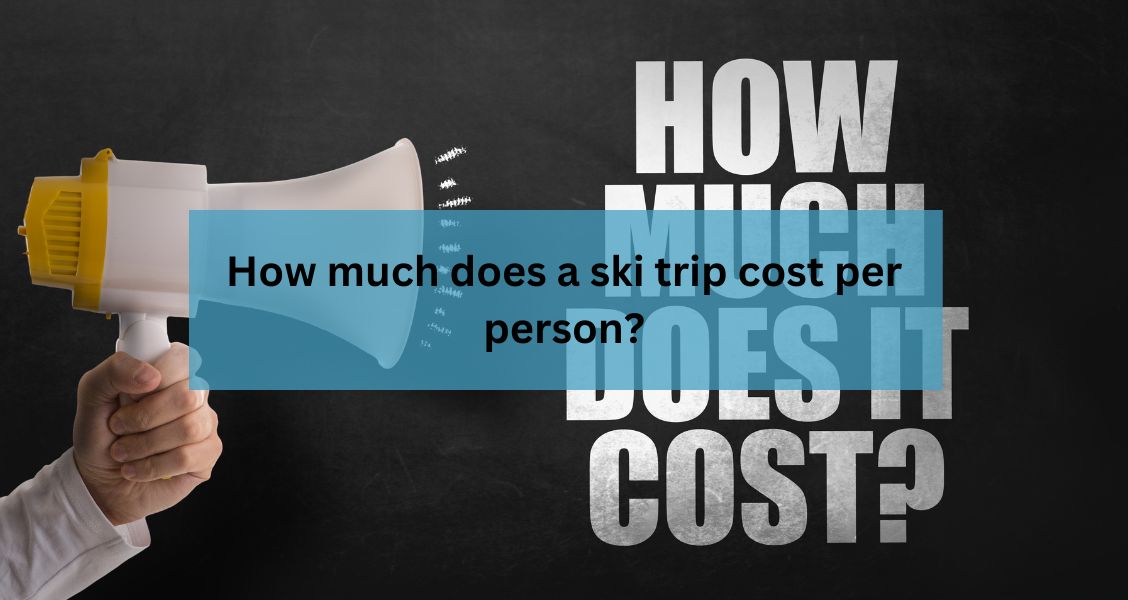 HOW
MUCH
DOES IT
COST?
How much does a ski trip cost per
person?